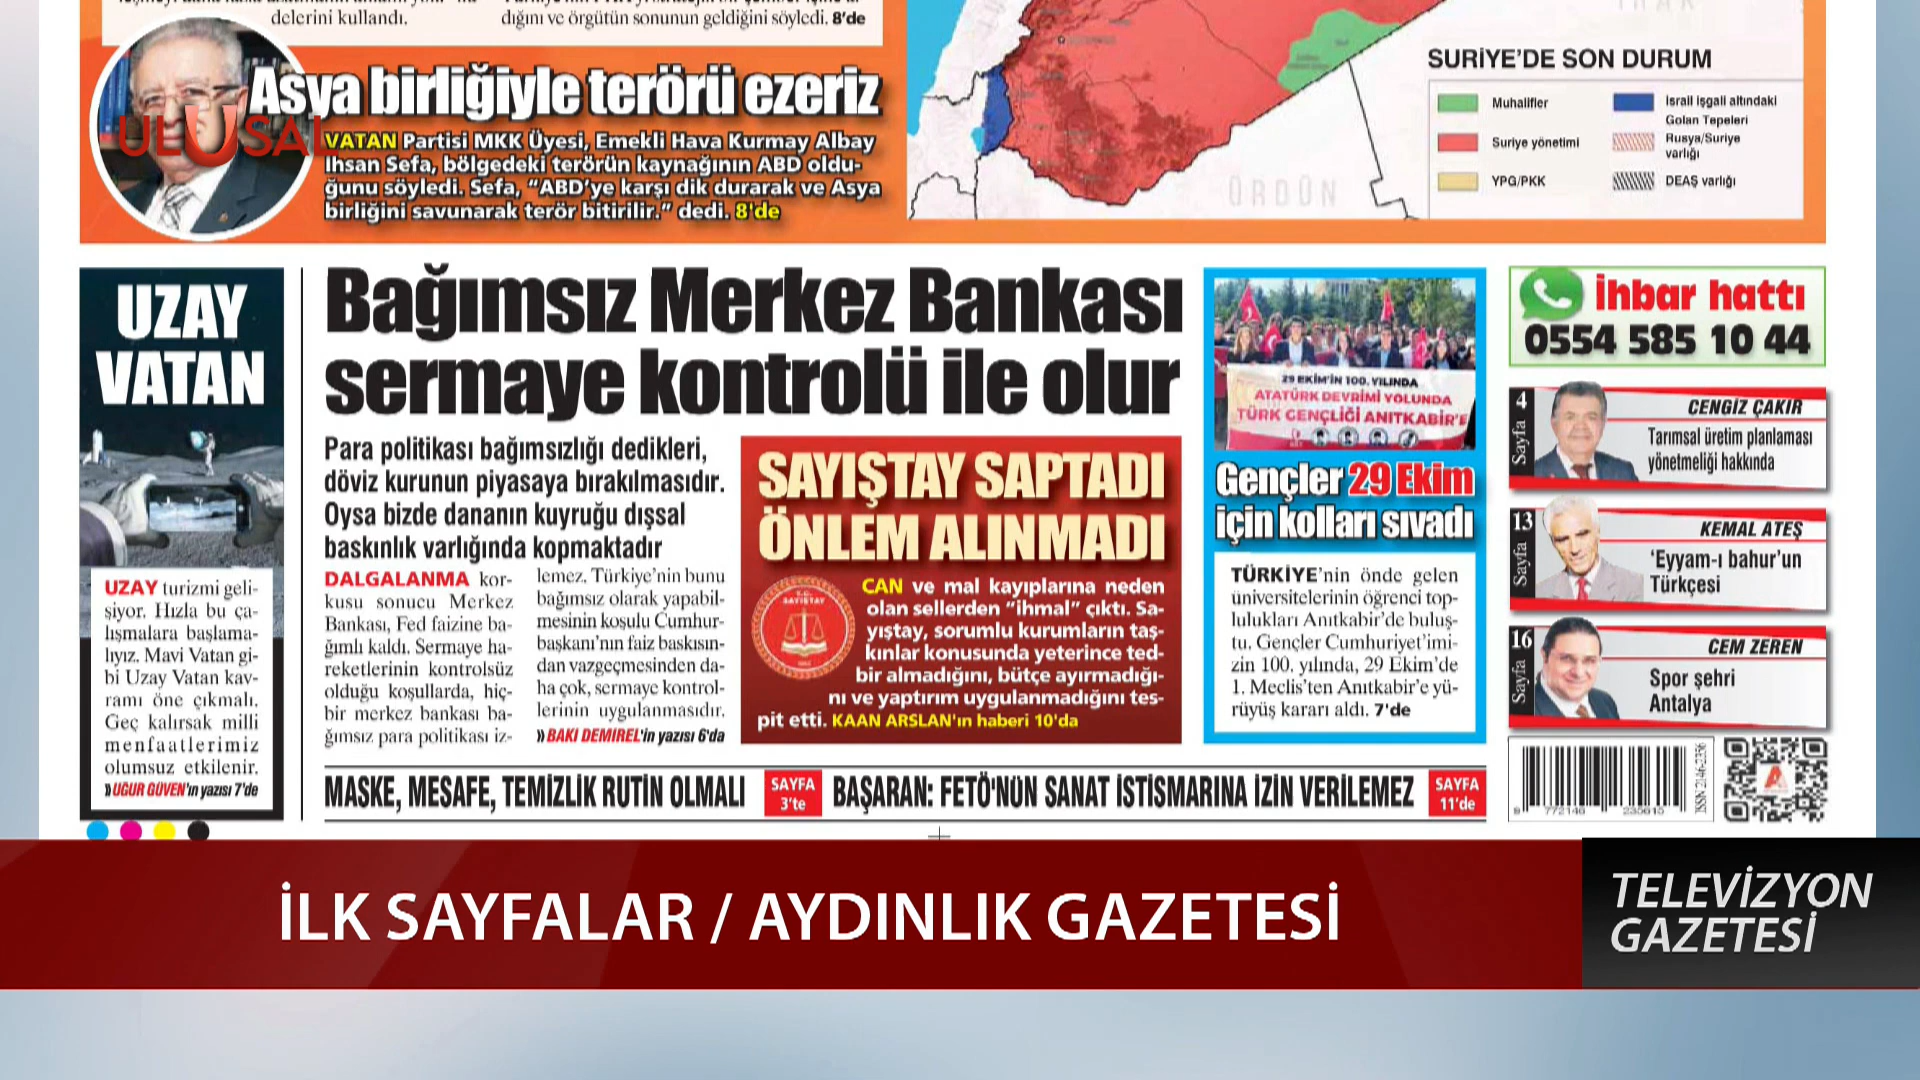 delerini kullandı.
dığını ve örgütün sonunun geldiğini söyledi. 8'de
Asya birliğiyle terörü ezeriz
ULUSAL
VATAN Partisi MKK Üyesi, Emekli Hava Kurmay Albay
İhsan Sefa, bölgedeki terörün kaynağının ABD oldu-
ğunu söyledi. Sefa, "ABD'ye karşı dik durarak ve Asya
birliğini savunarak terör bitirilir." dedi. 8'de
IRAK
ÜRDÜN
SURİYE'DE SON DURUM
Muhalifler
Suriye yönetimi
YPG/PKK
İsrail işgali altındaki
Golan Tepeleri
Rusya/Suriye
varlığı
DEAŞ varlığı
UZAY
VATAN
UZAY turizmi geli-
şiyor. Hızla bu ça-
lışmalara başlama-
lıyız. Mavi Vatan gi-
bi Uzay Vatan kav-
ramı öne çıkmalı.
Geç kalırsak milli
menfaatlerimiz
olumsuz etkilenir.
UĞUR GÜVEN'ın yazısı 7'de
Bağımsız Merkez Bankası
sermaye kontrolü ile olur
Para politikası bağımsızlığı dedikleri,
döviz kurunun piyasaya bırakılmasıdır.
Oysa bizde dananın kuyruğu dışsal
baskınlık varlığında kopmaktadır
DALGALANMA kor-
kusu sonucu Merkez
Bankası, Fed faizine ba-
ğımlı kaldı. Sermaye ha-
reketlerinin kontrolsüz
olduğu koşullarda, hiç-
bir merkez bankası ba-
ğımsız para politikası iz-
lemez. Türkiye'nin bunu
bağımsız olarak yapabil-
mesinin koşulu Cumhur-
başkanı'nın faiz baskısın-
dan vazgeçmesinden da-
ha çok, sermaye kontrol-
lerinin uygulanmasıdır.
BAKİ DEMİREL'in yazısı 6'da
SAYIŞTAY SAPTADI
ÖNLEM ALINMADI
T.C.
SAYIŞTAY
CAN ve mal kayıplarına neden
olan sellerden "ihmal" çıktı. Sa-
yıştay, sorumlu kurumların taş-
kınlar konusunda yeterince ted-
bir almadığını, bütçe ayırmadığı-
nı ve yaptırım uygulanmadığını tes-
pit etti. KAAN ARSLAN'ın haberi 10'da
29 EKİM'İN 100. YILINDA
ATATÜRK DEVRİMİ YOLUNDA
TÜRK GENÇLİĞİ ANITKABİR'E
Gençler 29 Ekim
için kolları sıvadı
TÜRKİYE'nin önde gelen
üniversitelerinin öğrenci top-
lulukları Anıtkabir'de buluş-
tu. Gençler Cumhuriyet'imi-
zin 100. yılında, 29 Ekim'de
1. Meclis'ten Anıtkabir'e yü-
rüyüş kararı aldı. 7'de
İhbar hattı
0554 585 10 44
Sayfa 4
CENGİZ ÇAKIR
Tarımsal üretim planlaması
yönetmeliği hakkında
Sayfa 13
KEMAL ATEŞ
'Eyyam-ı bahur'un
Türkçesi
Sayfa 16
CEM ZEREN
Spor şehri
Antalya
ISSN 2146-2356
9 772146 235615
MASKE, MESAFE, TEMİZLİK RUTİN OLMALI
SAYFA
3'te
BAŞARAN: FETÖ'NÜN SANAT İSTİSMARINA İZİN VERİLEMEZ
SAYFA
11'de
İLK SAYFALAR / AYDINLIK GAZETESİ
TELEVİZYON
GAZETESİ